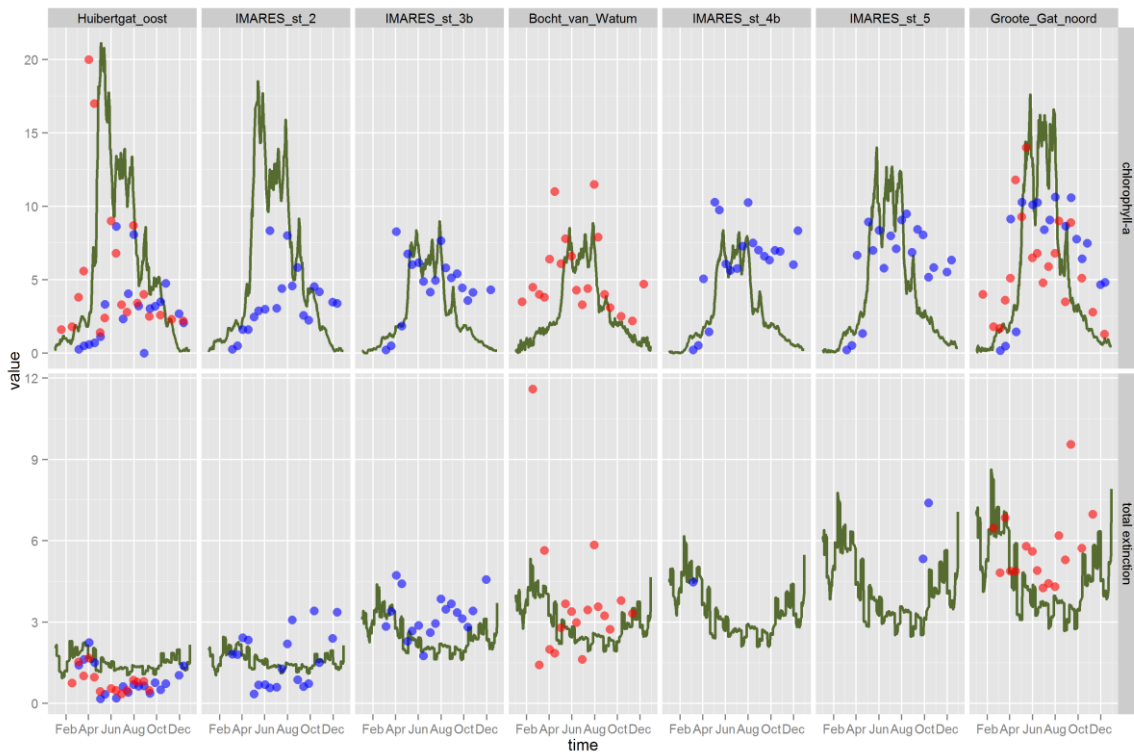 Huibertgat_oost IMARES_st_2 IMARES_st_3b Bocht_van_Watum IMARES_st_4b IMARES_st_5 Groote_Gat_noord
20
15
10
5
0
chlorophyll-a
value
12
9
6
3
0
total extinction
Feb Apr Jun Aug Oct Dec Feb Apr Jun Aug Oct Dec Feb Apr Jun Aug Oct Dec Feb Apr Jun Aug Oct Dec Feb Apr Jun Aug Oct Dec Feb Apr Jun Aug Oct Dec Feb Apr Jun Aug Oct Dec
time